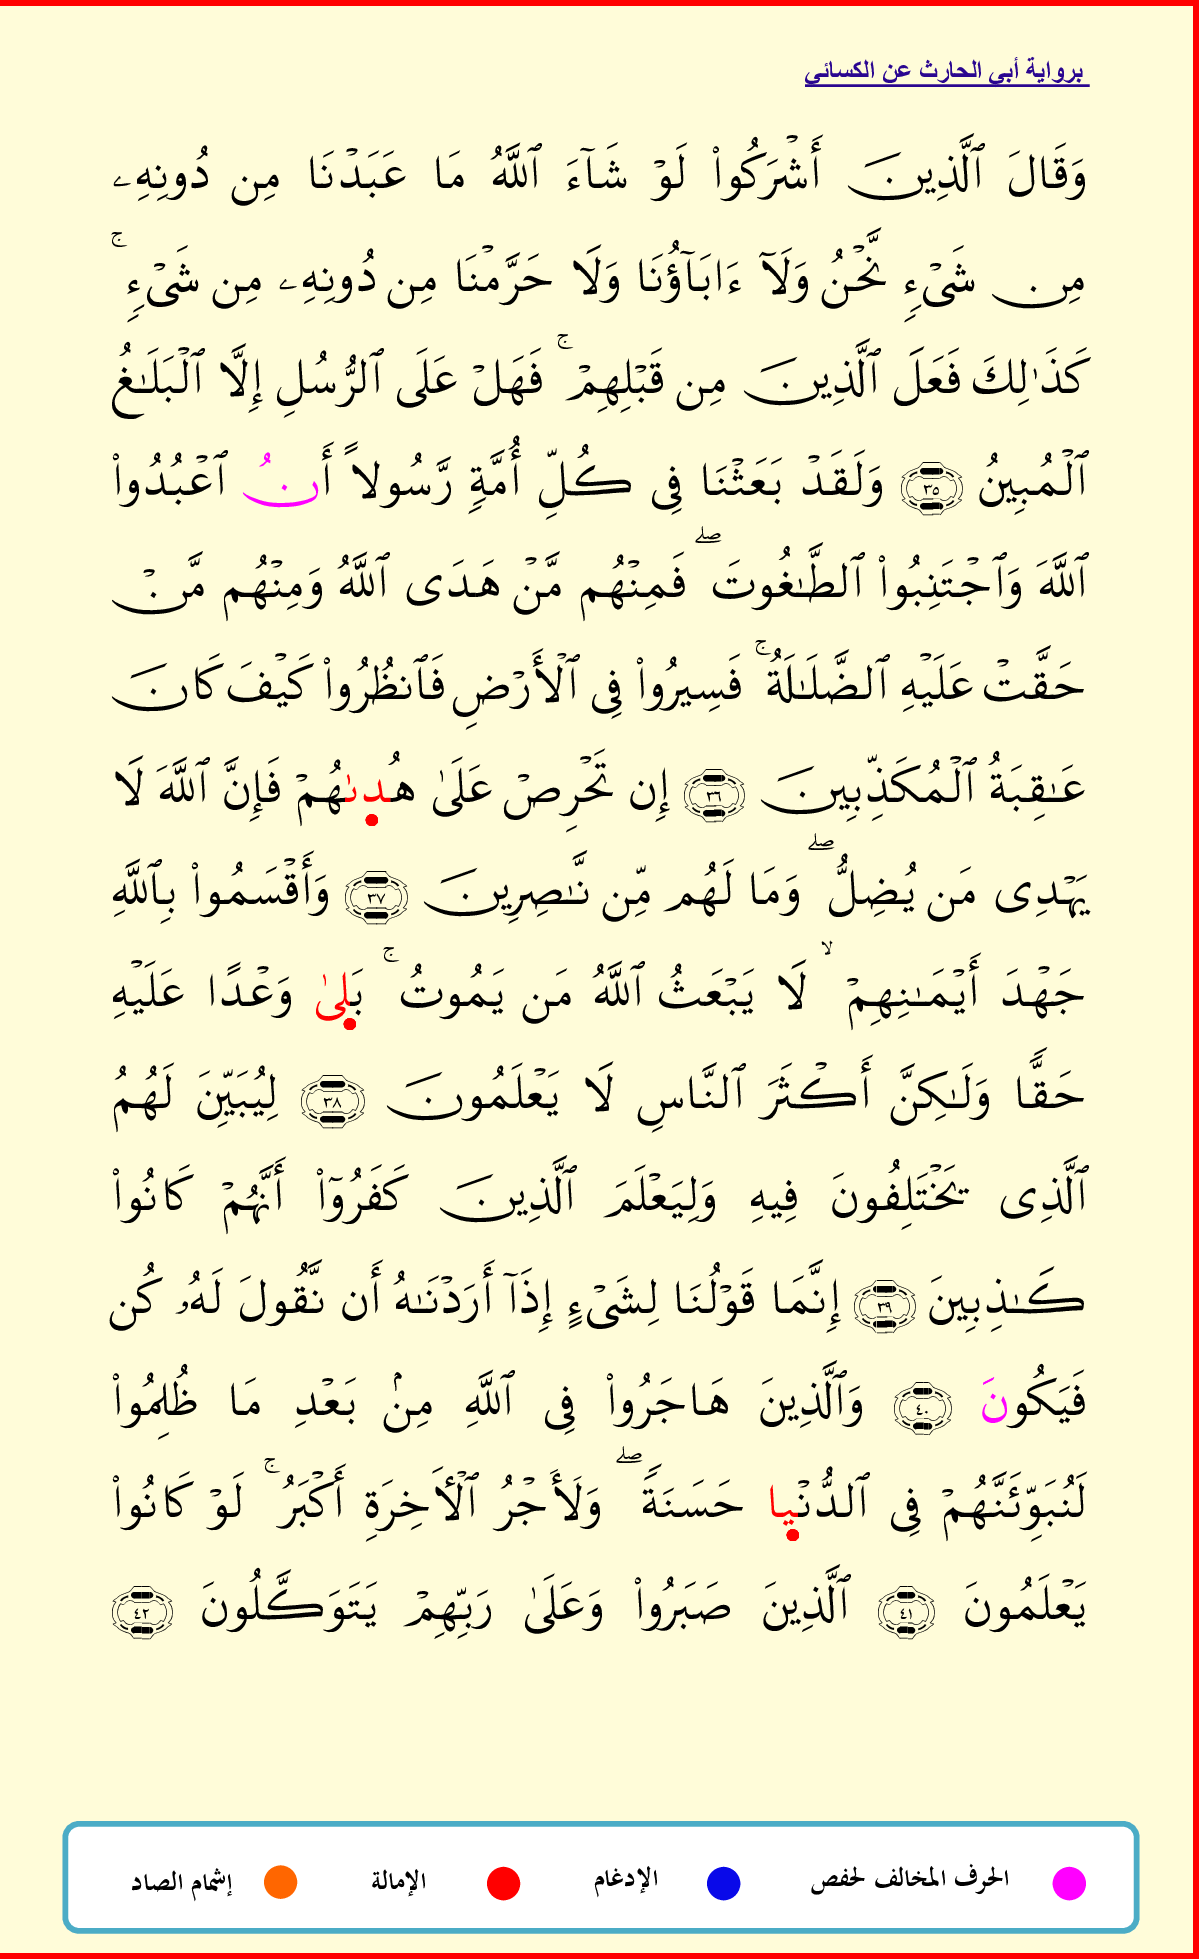 برواية أبي الحارث عن الكسائي
وَقَالَ ٱلَّذِينَ أَشْرَكُوا۟ لَوْ شَآءَ ٱللَّهُ مَا عَبَدْنَا مِن دُونِهِۦ
مِن شَىْءٍ نَّحْنُ وَلَآ ءَابَآؤُنَا وَلَا حَرَّمْنَا مِن دُونِهِۦ مِن شَىْءٍ ۚ
كَذَٰلِكَ فَعَلَ ٱلَّذِينَ مِن قَبْلِهِمْ ۚ فَهَلْ عَلَى ٱلرُّسُلِ إِلَّا ٱلْبَلَـٰغُ
ٱلْمُبِينُ ٣٥ وَلَقَدْ بَعَثْنَا فِى كُلِّ أُمَّةٍ رَّسُولاً أَنُ ٱعْبُدُوا۟
ٱللَّهَ وَٱجْتَنِبُوا۟ ٱلطَّـٰغُوتَ ۖ فَمِنْهُم مَّنْ هَدَى ٱللَّهُ وَمِنْهُم مَّنْ
حَقَّتْ عَلَيْهِ ٱلضَّلَـٰلَةُ ۚ فَسِيرُوا۟ فِى ٱلْأَرْضِ فَٱنظُرُوا۟ كَيْفَ كَانَ
عَـٰقِبَةُ ٱلْمُكَذِّبِينَ ٣٦ إِن تَحْرِصْ عَلَىٰ هُدىٰهُمْ فَإِنَّ ٱللَّهَ لَا
يَهْدِى مَن يُضِلُّ ۖ وَمَا لَهُم مِّن نَّـٰصِرِينَ ٣٧ وَأَقْسَمُوا۟ بِٱللَّهِ
جَهْدَ أَيْمَـٰنِهِمْ ۙ لَا يَبْعَثُ ٱللَّهُ مَن يَمُوتُ ۚ بَلىٰ وَعْدًا عَلَيْهِ
حَقًّا وَلَـٰكِنَّ أَكْثَرَ ٱلنَّاسِ لَا يَعْلَمُونَ ٣٨ لِيُبَيِّنَ لَهُمُ
ٱلَّذِى يَخْتَلِفُونَ فِيهِ وَلِيَعْلَمَ ٱلَّذِينَ كَفَرُوٓا۟ أَنَّهُمْ كَانُوا۟
كَـٰذِبِينَ ٣٩ إِنَّمَا قَوْلُنَا لِشَىْءٍ إِذَآ أَرَدْنَـٰهُ أَن نَّقُولَ لَهُۥ كُن
فَيَكُونَ ٤٠ وَٱلَّذِينَ هَاجَرُوا۟ فِى ٱللَّهِ مِنۢ بَعْدِ مَا ظُلِمُوا۟
لَنُبَوِّئَنَّهُمْ فِى ٱلدُّنْيا حَسَنَةً ۖ وَلَأَجْرُ ٱلْأَخِرَةِ أَكْبَرُ ۚ لَوْ كَانُوا۟
يَعْلَمُونَ ٤١ ٱلَّذِينَ صَبَرُوا۟ وَعَلَىٰ رَبِّهِمْ يَتَوَكَّلُونَ ٤٢
الحرف المخالف لحفص الإدغام الإمالة إشمام الصاد